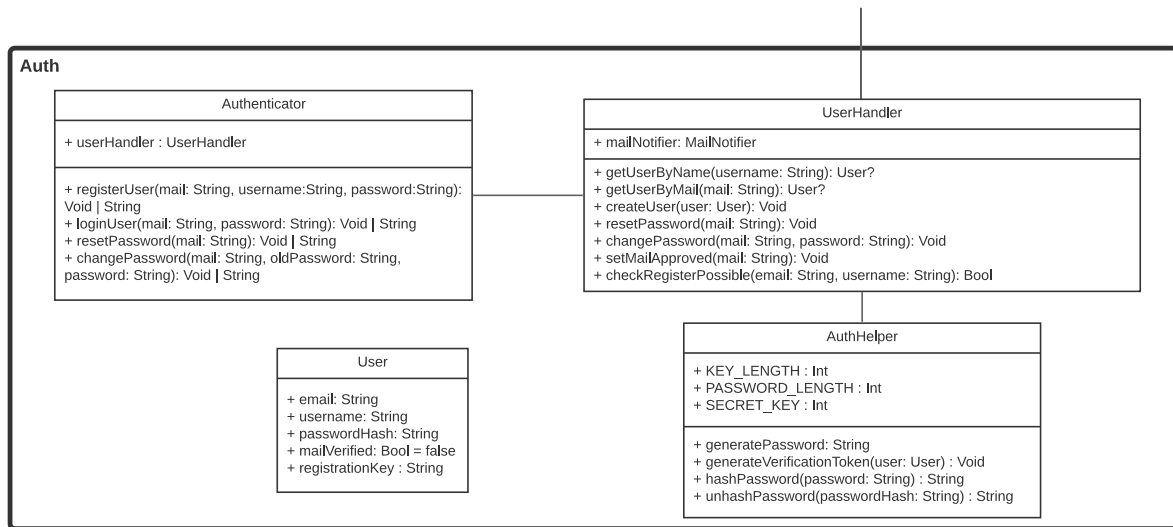 Auth
Authenticator
+ userHandler : UserHandler
+ registerUser(mail: String, username:String, password:String):
Void | String
+ loginUser(mail: String, password: String): Void | String
+ resetPassword(mail: String): Void | String
+ changePassword(mail: String, oldPassword: String,
password: String): Void | String
UserHandler
+ mailNotifier: MailNotifier
+ getUserByName(username: String): User?
+ getUserByMail(mail: String): User?
+ createUser(user: User): Void
+ resetPassword(mail: String): Void
+ changePassword(mail: String, password: String): Void
+ setMailApproved(mail: String): Void
+ checkRegisterPossible(email: String, username: String): Bool
User
+ email: String
+ username: String
+ passwordHash: String
+ mailVerified: Bool = false
+ registrationKey : String
AuthHelper
+ KEY_LENGTH : Int
+ PASSWORD_LENGTH : Int
+ SECRET_KEY : Int
+ generatePassword: String
+ generateVerificationToken(user: User) : Void
+ hashPassword(password: String) : String
+ unhashPassword(passwordHash: String) : String